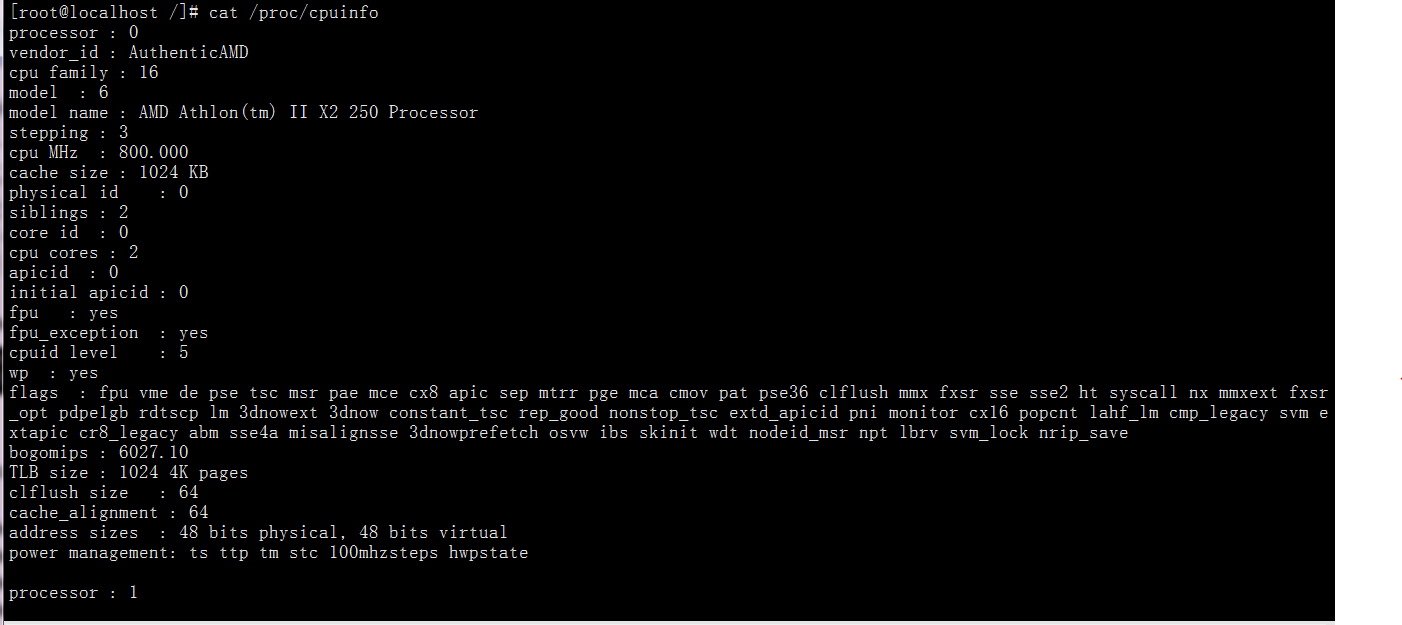 [root@localhost /]# cat /proc/cpuinfo
processor : 0
vendor_id : AuthenticAMD
cpu family : 16
model  : 6
model name : AMD Athlon(tm) II X2 250 Processor
stepping : 3
cpu MHz  : 800.000
cache size : 1024 KB
physical id    : 0
siblings : 2
core id  : 0
cpu cores : 2
apicid  : 0
initial apicid : 0
fpu   : yes
fpu_exception  : yes
cpuid level    : 5
wp  : yes
flags  : fpu vme de pse tsc msr pae mce cx8 apic sep mtrr pge mca cmov pat pse36 clflush mmx fxsr sse sse2 ht syscall nx mmxext fxsr
_opt pdpe1gb rdtscp lm 3dnowext 3dnow constant_tsc rep_good nonstop_tsc extd_apicid pni monitor cx16 popcnt lahf_lm cmp_legacy svm e
xtapic cr8_legacy abm sse4a misalignsse 3dnowprefetch osvw ibs skinit wdt nodeid_msr npt lbrv svm_lock nrip_save
bogomips : 6027.10
TLB size : 1024 4K pages
clflush size   : 64
cache_alignment : 64
address sizes  : 48 bits physical, 48 bits virtual
power management: ts ttp tm stc 100mhzsteps hwpstate
processor : 1